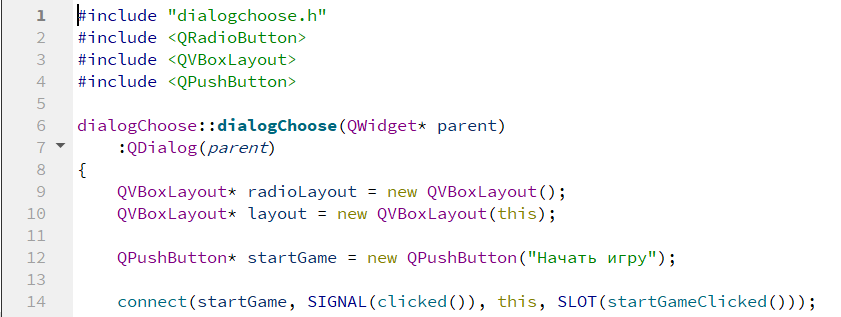 1 #include "dialogchoose.h"
2 #include <QRadioButton>
3 #include <QVBoxLayout>
4 #include <QPushButton>
5
6 dialogChoose::dialogChoose(QWidget* parent)
7     :QDialog(parent)
8 {
9     QVBoxLayout* radioLayout = new QVBoxLayout();
10     QVBoxLayout* layout = new QVBoxLayout(this);
11
12     QPushButton* startGame = new QPushButton("Начать игру");
13
14     connect(startGame, SIGNAL(clicked()), this, SLOT(startGameClicked()));